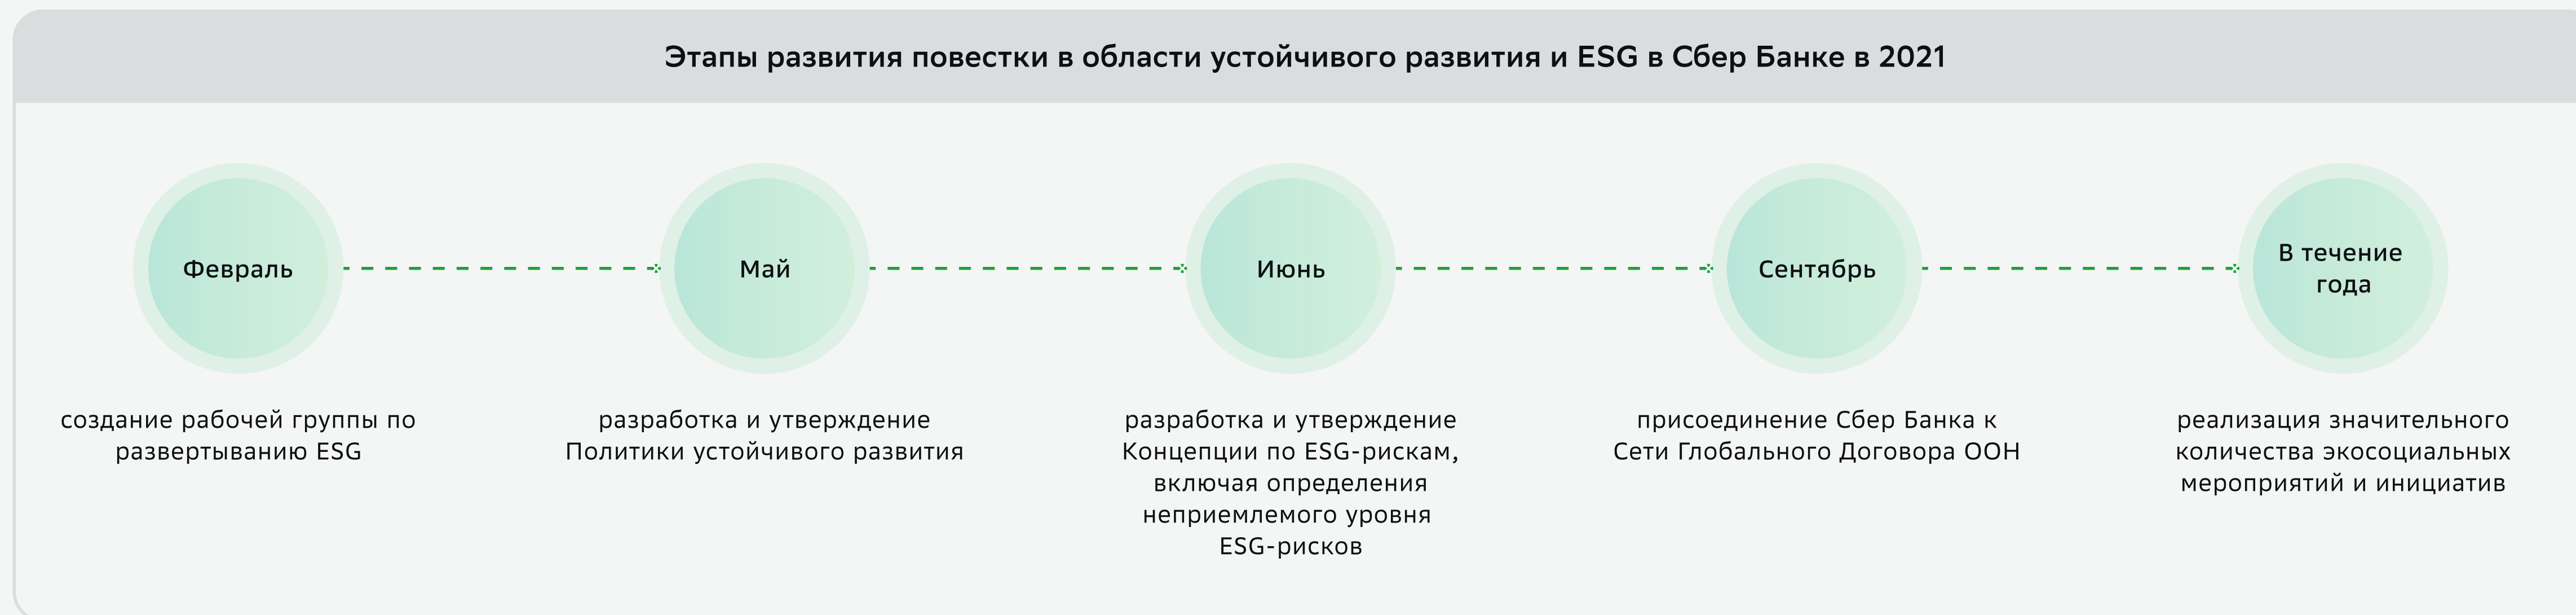 Этапы развития повестки в области устойчивого развития и ESG в Сбер Банке в 2021
Февраль
Май
Июнь
Сентябрь
В течение
года
создание рабочей группы по
развертыванию ESG
разработка и утверждение
Политики устойчивого развития
разработка и утверждение
Концепции по ESG-рискам,
включая определения
неприемлемого уровня
ESG-рисков
присоединение Сбер Банка к
Сети Глобального Договора ООН
реализация значительного
количества экосоциальных
мероприятий и инициатив